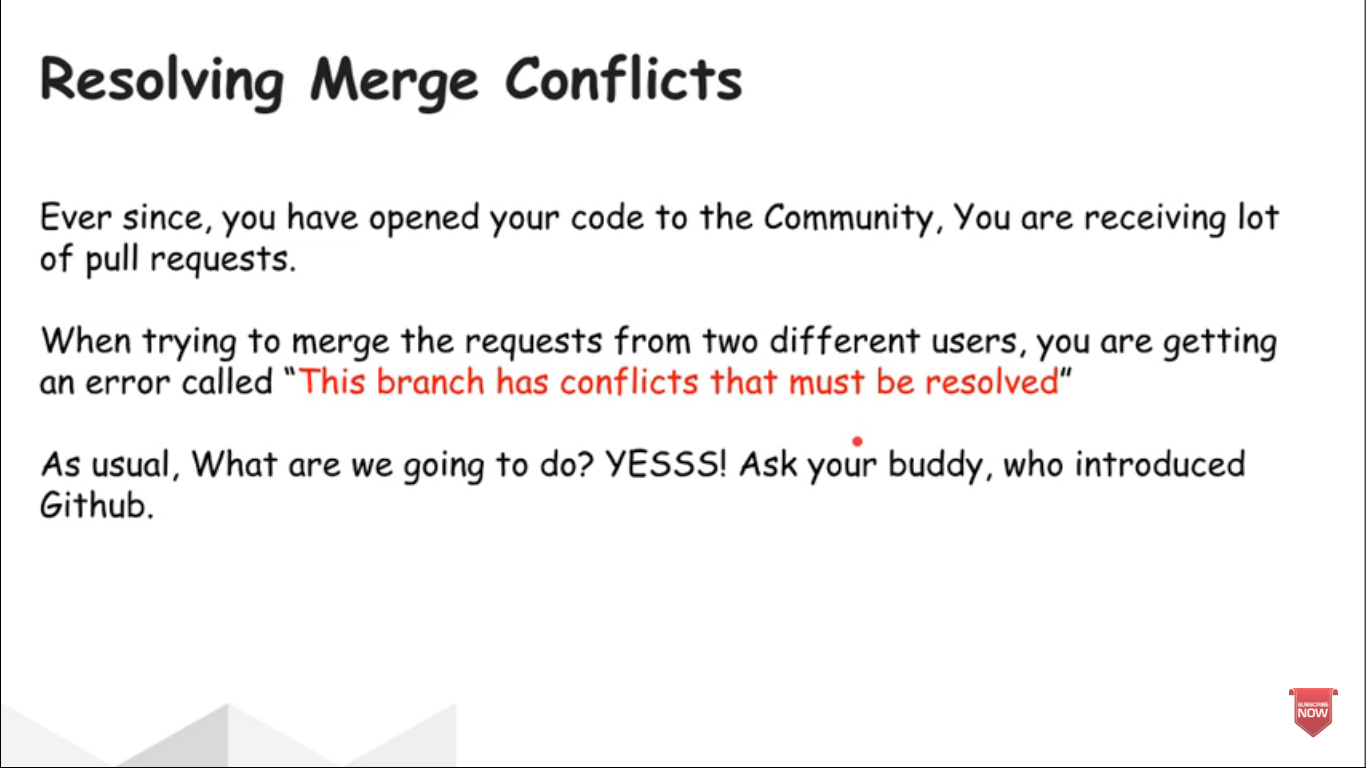 Resolving Merge Conflicts
Ever since, you have opened your code to the Community, You are receiving lot
of pull requests.
When trying to merge the requests from two different users, you are getting
an error called “This branch has conflicts that must be resolved”
As usual, What are we going to do? YESSS! Ask your buddy, who introduced
Github.
SUBSCRIBE
NOW